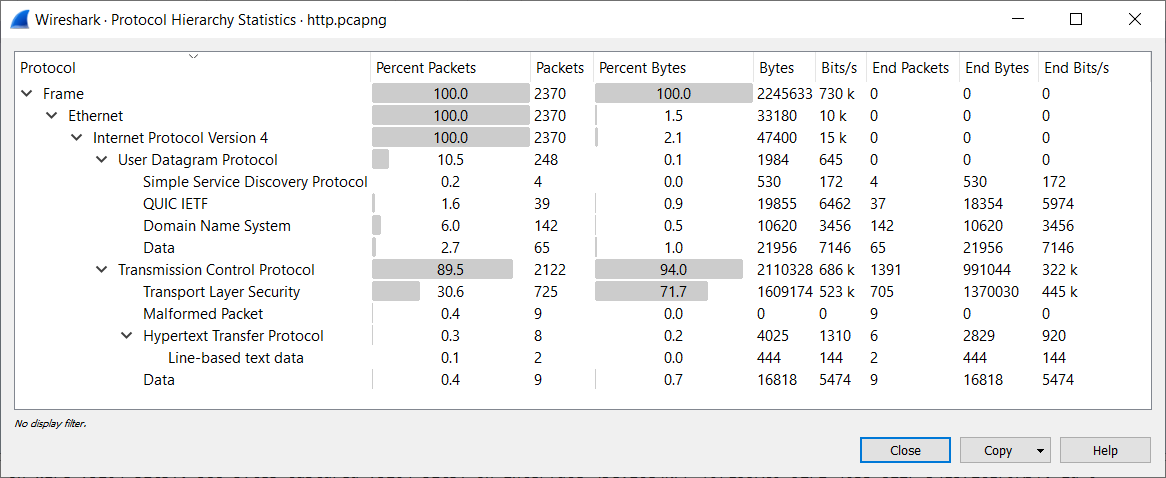 Wireshark · Protocol Hierarchy Statistics · http.pcapng
Protocol Percent Packets Packets Percent Bytes Bytes Bits/s End Packets End Bytes End Bits/s
Frame 100.0 2370 100.0 2245633 730 k 0 0 0
Ethernet 100.0 2370 1.5 33180 10 k 0 0 0
Internet Protocol Version 4 100.0 2370 2.1 47400 15 k 0 0 0
User Datagram Protocol 10.5 248 0.1 1984 645 0 0 0
Simple Service Discovery Protocol 0.2 4 0.0 530 172 4 530 172
QUIC IETF 1.6 39 0.9 19855 6462 37 18354 5974
Domain Name System 6.0 142 0.5 10620 3456 142 10620 3456
Data 2.7 65 1.0 21956 7146 65 21956 7146
Transmission Control Protocol 89.5 2122 94.0 2110328 686 k 1391 991044 322 k
Transport Layer Security 30.6 725 71.7 1609174 523 k 705 1370030 445 k
Malformed Packet 0.4 9 0.0 0 0 9 0 0
Hypertext Transfer Protocol 0.3 8 0.2 4025 1310 6 2829 920
Line-based text data 0.1 2 0.0 444 144 2 444 144
Data 0.4 9 0.7 16818 5474 9 16818 5474
No display filter.
Close Copy Help